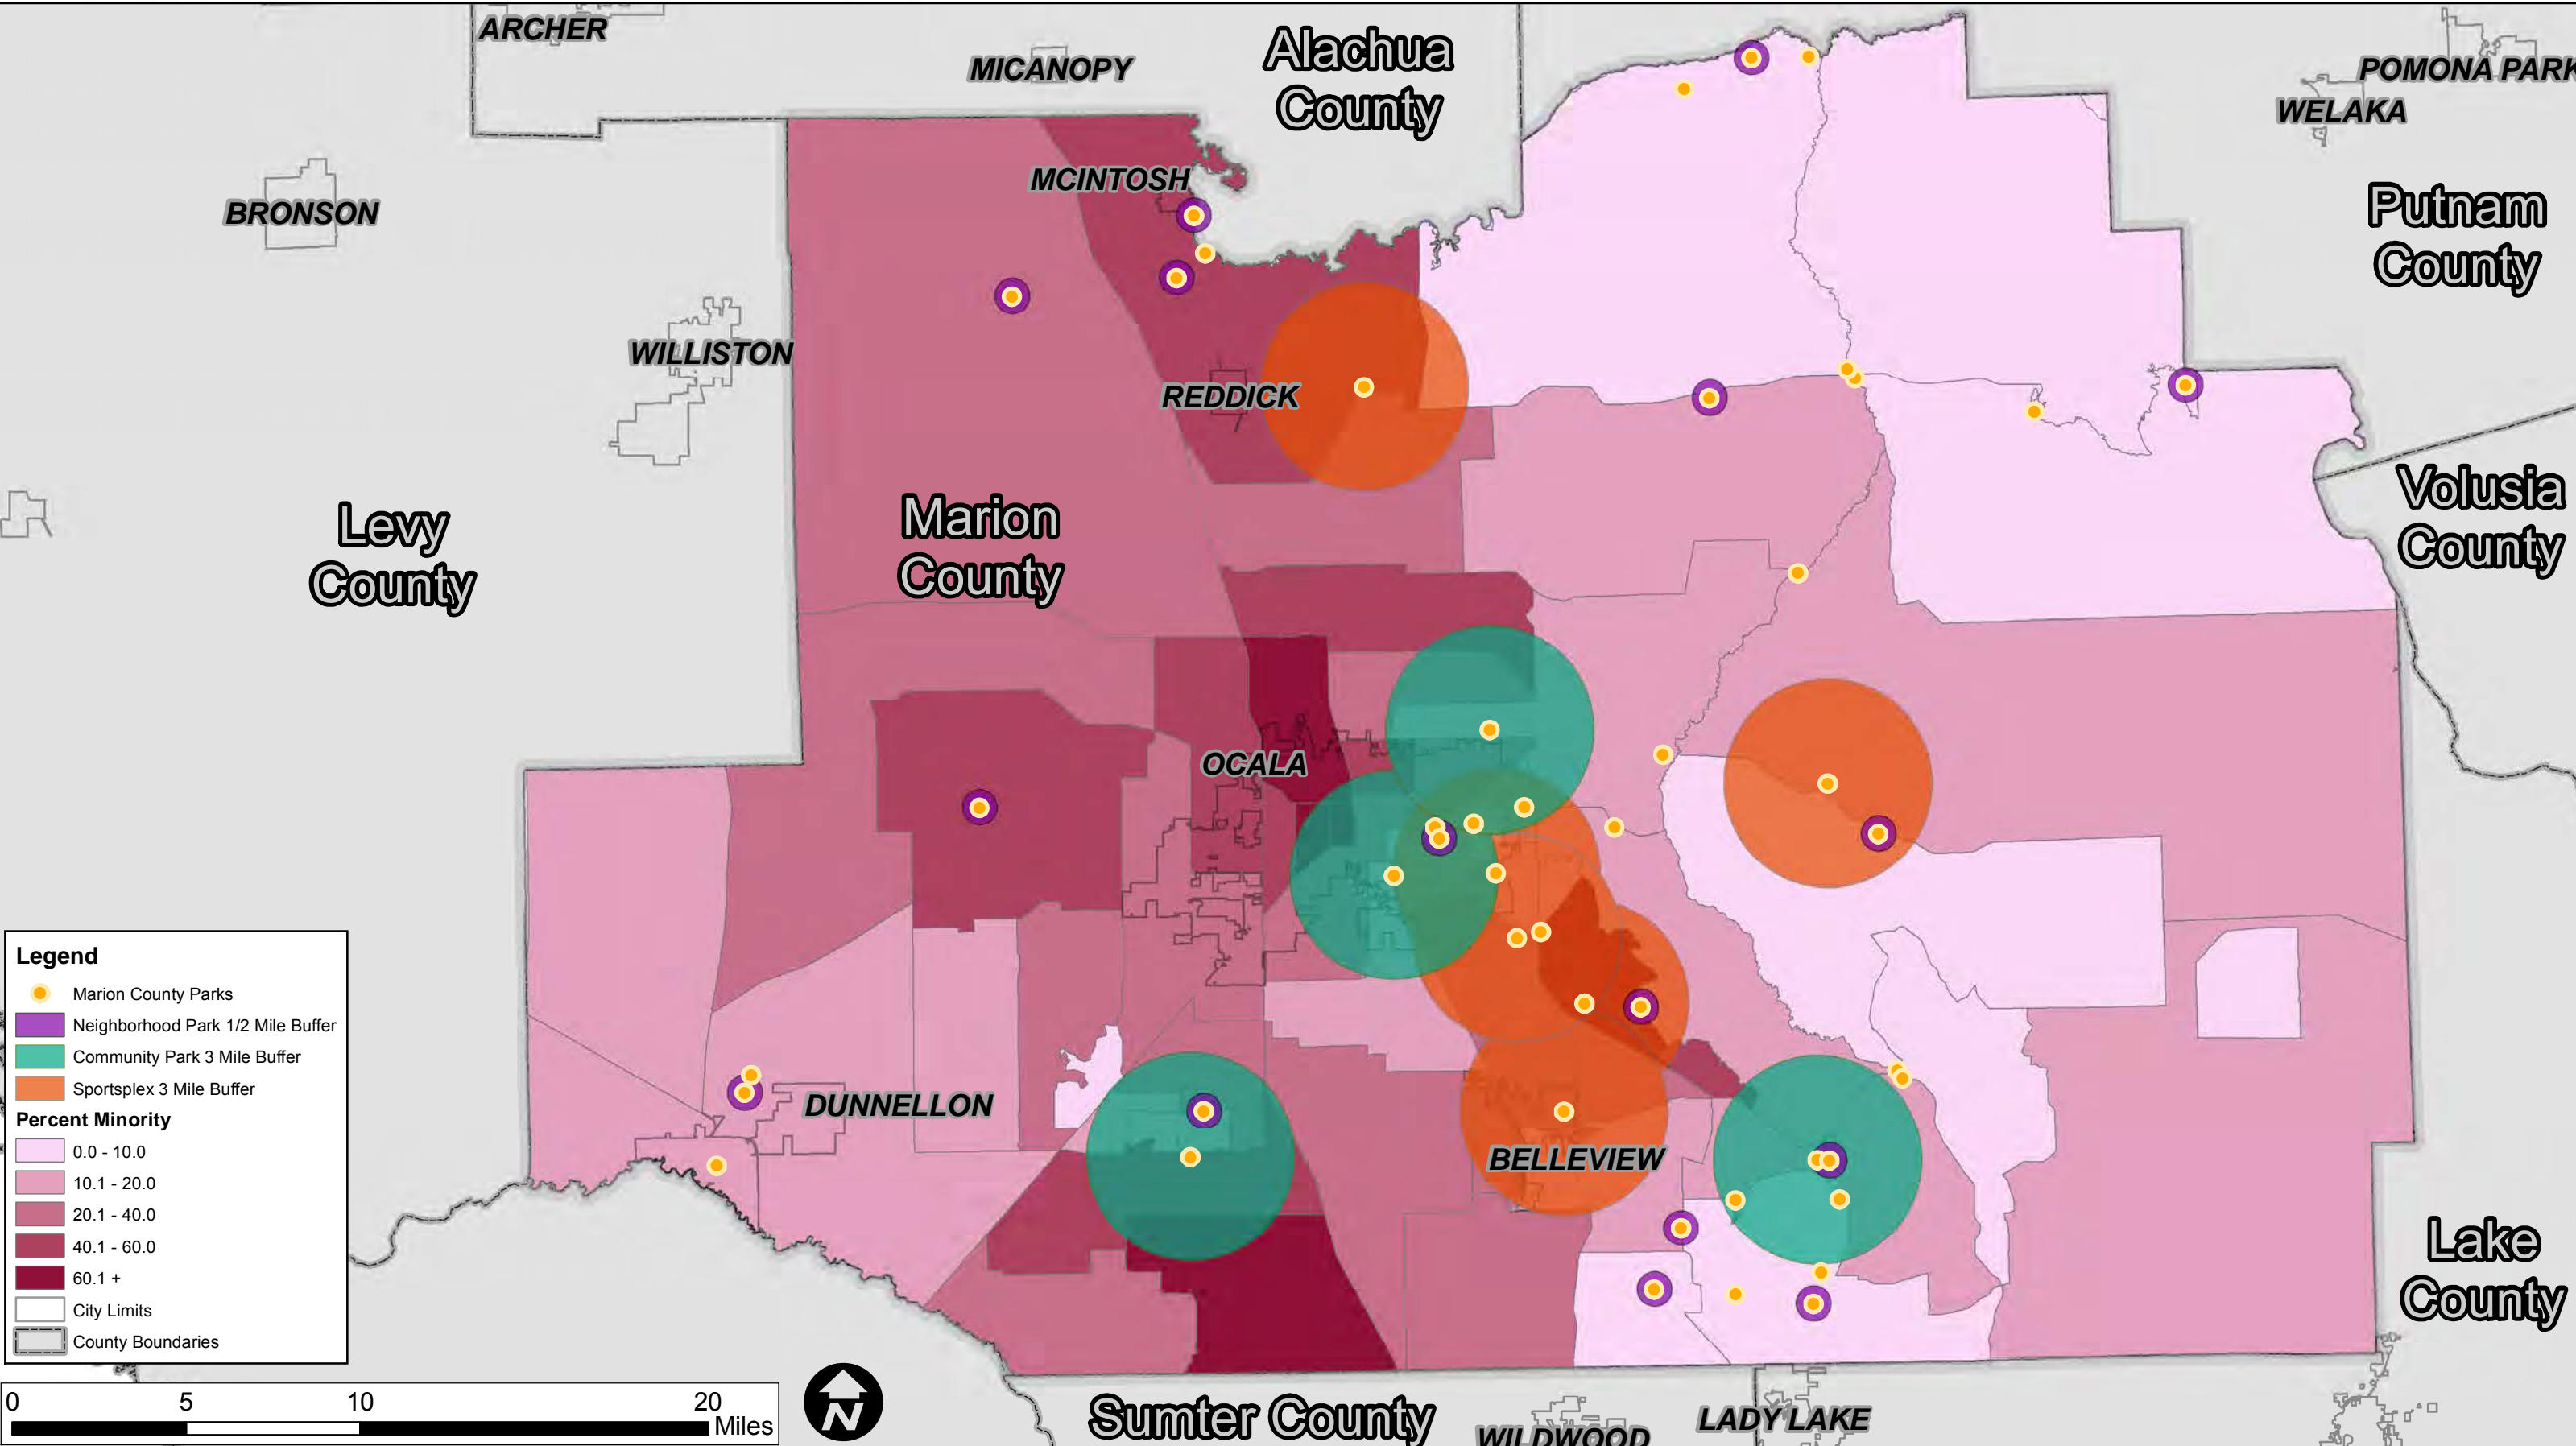 ARCHER
MICANOPY
Alachua
County
POMONA PARK
WELAKA
MCINTOSH
BRONSON
Putnam
County
WILLISTON
REDDICK
Levy
County
Marion
County
Volusia
County
OCALA
DUNNELLON
BELLEVIEW
Lake
County
Legend
Marion County Parks
Neighborhood Park 1/2 Mile Buffer
Community Park 3 Mile Buffer
Sportsplex 3 Mile Buffer
Percent Minority
0.0 - 10.0
10.1 - 20.0
20.1 - 40.0
40.1 - 60.0
60.1 +
City Limits
County Boundaries
0 5 10 20
Miles
N
Sumter County
WILDWOOD
LADY LAKE